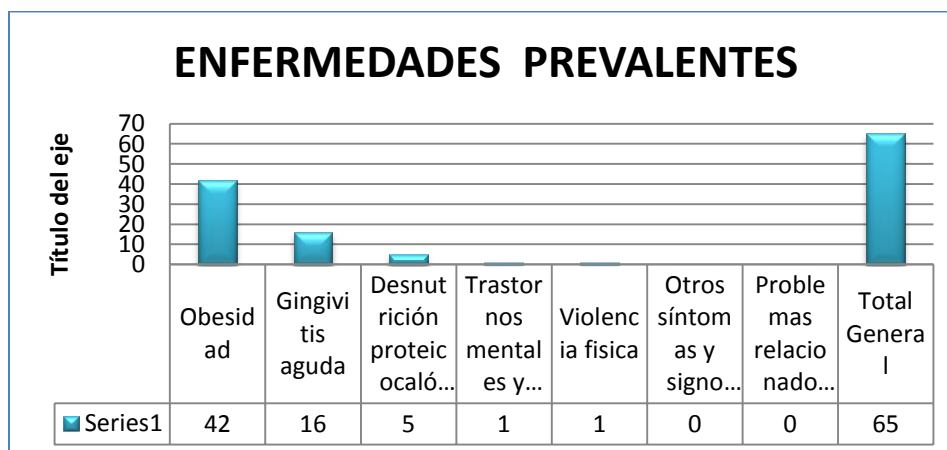 ENFERMEDADES PREVALENTES
Título del eje
70
60
50
40
30
20
10
0
Obesid
ad
Gingivi
tis
aguda
Desnut
rición
proteic
ocaló...
Trastor
nos
mental
es y...
Violenc
ia fisica
Otros
síntom
as y
signo...
Proble
mas
relacio
nado...
Total
Genera
l
Series1 42 16 5 1 1 0 0 65